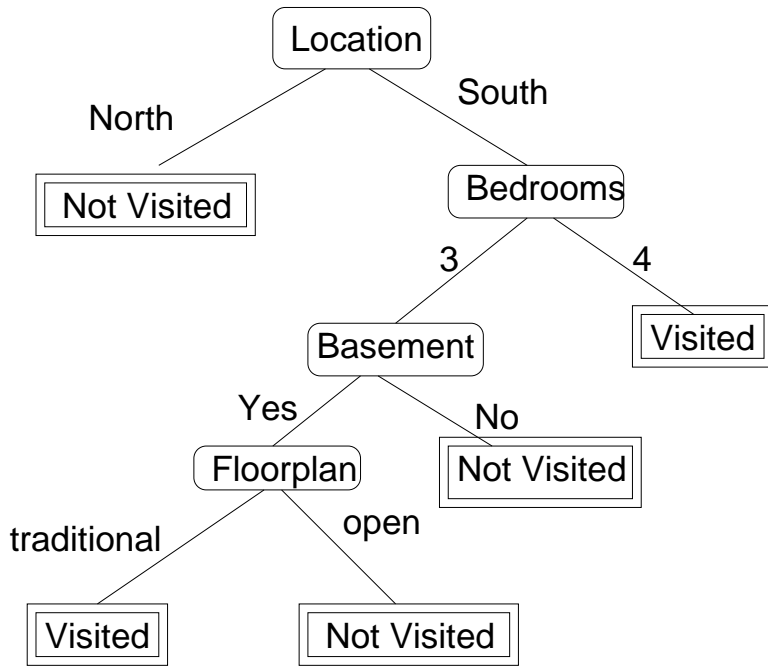 Location
North
South
Not Visited
Bedrooms
3
4
Visited
Basement
Yes
No
Floorplan
Not Visited
traditional
open
Visited
Not Visited